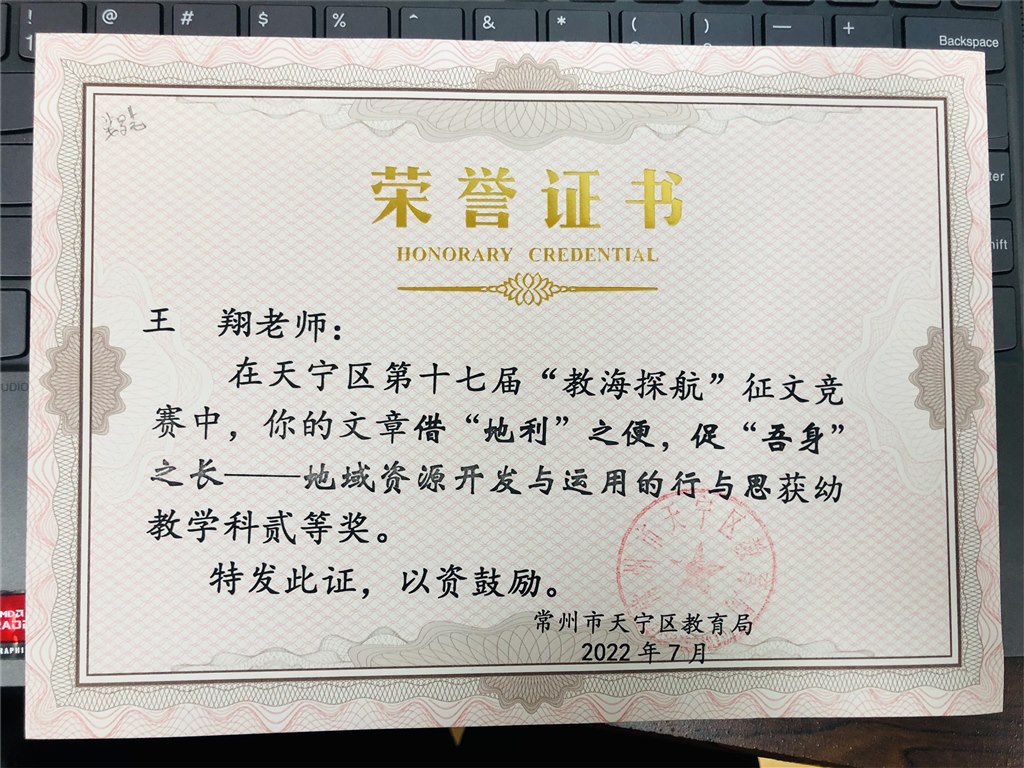 ! @ # $ % ^ & * ( ) — +
1
Backspace
荣誉证书
HONORARY CREDENTIAL
王 翔老师：
在天宁区第十七届“教海探航”征文竞
赛中，你的文章借“地利”之便，促“吾身”
之长——地域资源开发与运用的行与思获幼
教学科贰等奖。
特发此证，以资鼓励。
常州市天宁区教育局
2022 年 7 月